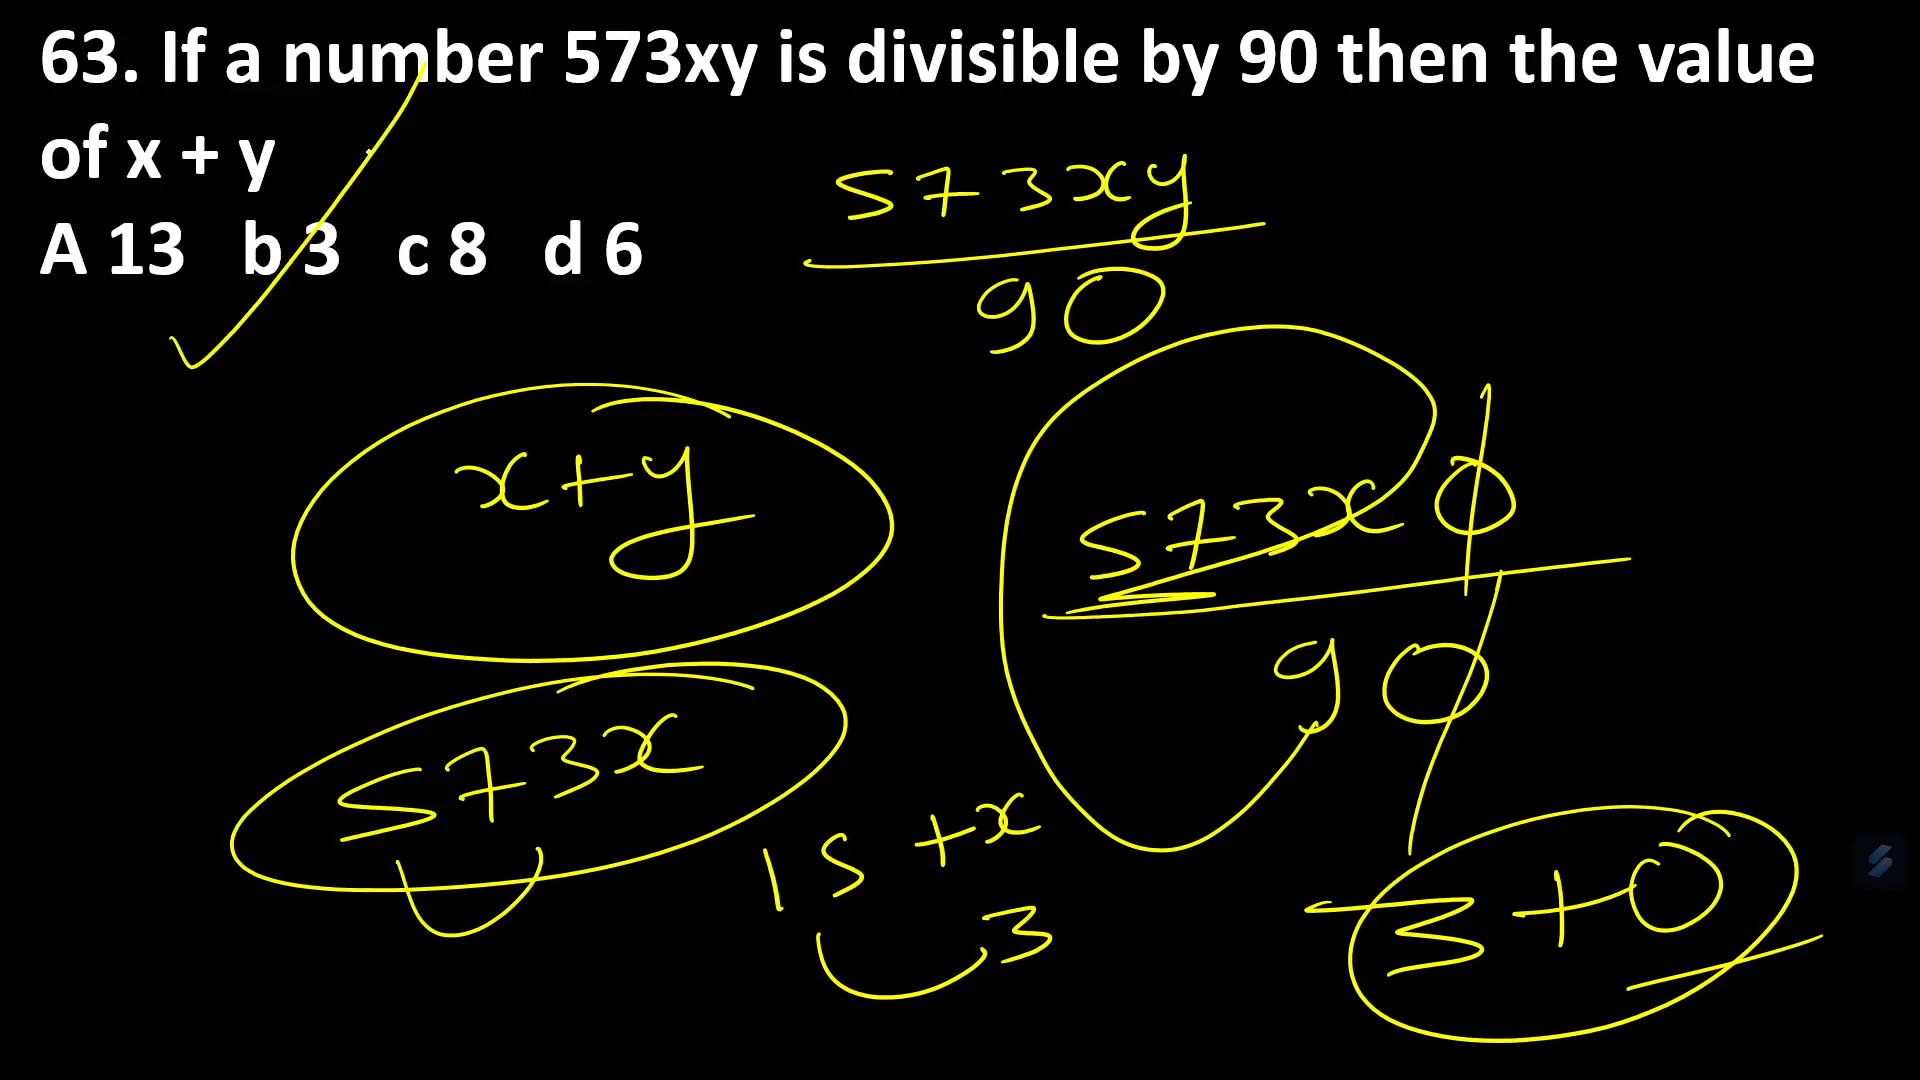 63. If a number 573xy is divisible by 90 then the value
of x + y
A 13 b 3 c 8 d 6
573xy
90
x+y
573x0
90
573x
15+x
3
3+0